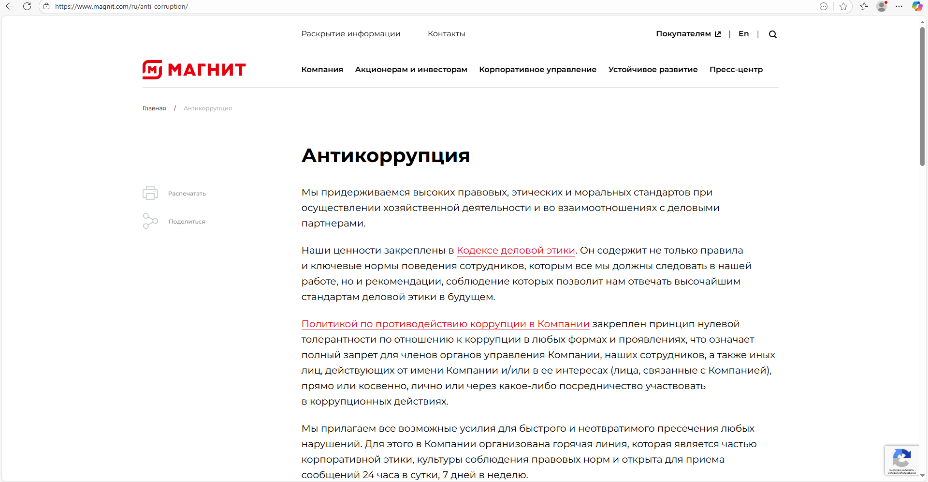 https://www.magnit.com/ru/anti-corruption/
Раскрытие информации Контакты Покупателям | En |
МАГНИТ
Компания Акционерам и инвесторам Корпоративное управление Устойчивое развитие Пресс-центр
Главная / Антикоррупция
Антикоррупция
Распечатать
Поделиться
Мы придерживаемся высоких правовых, этических и моральных стандартов при
осуществлении хозяйственной деятельности и во взаимоотношениях с деловыми
партнерами.
Наши ценности закреплены в Кодексе деловой этики. Он содержит не только правила
и ключевые нормы поведения сотрудников, которым все мы должны следовать в нашей
работе, но и рекомендации, соблюдение которых позволит нам отвечать высочайшим
стандартам деловой этики в будущем.
Политикой по противодействию коррупции в Компании закреплен принцип нулевой
толерантности по отношению к коррупции в любых формах и проявлениях, что означает
полный запрет для членов органов управления Компании, наших сотрудников, а также иных
лиц, действующих от имени Компании и/или в ее интересах (лица, связанные с Компанией),
прямо или косвенно, лично или через какое-либо посредничество участвовать
в коррупционных действиях.
Мы прилагаем все возможные усилия для быстрого и неотвратимого пресечения любых
нарушений. Для этого в Компании организована горячая линия, которая является частью
корпоративной этики, культуры соблюдения правовых норм и открыта для приема
сообщений 24 часа в сутки, 7 дней в неделю.